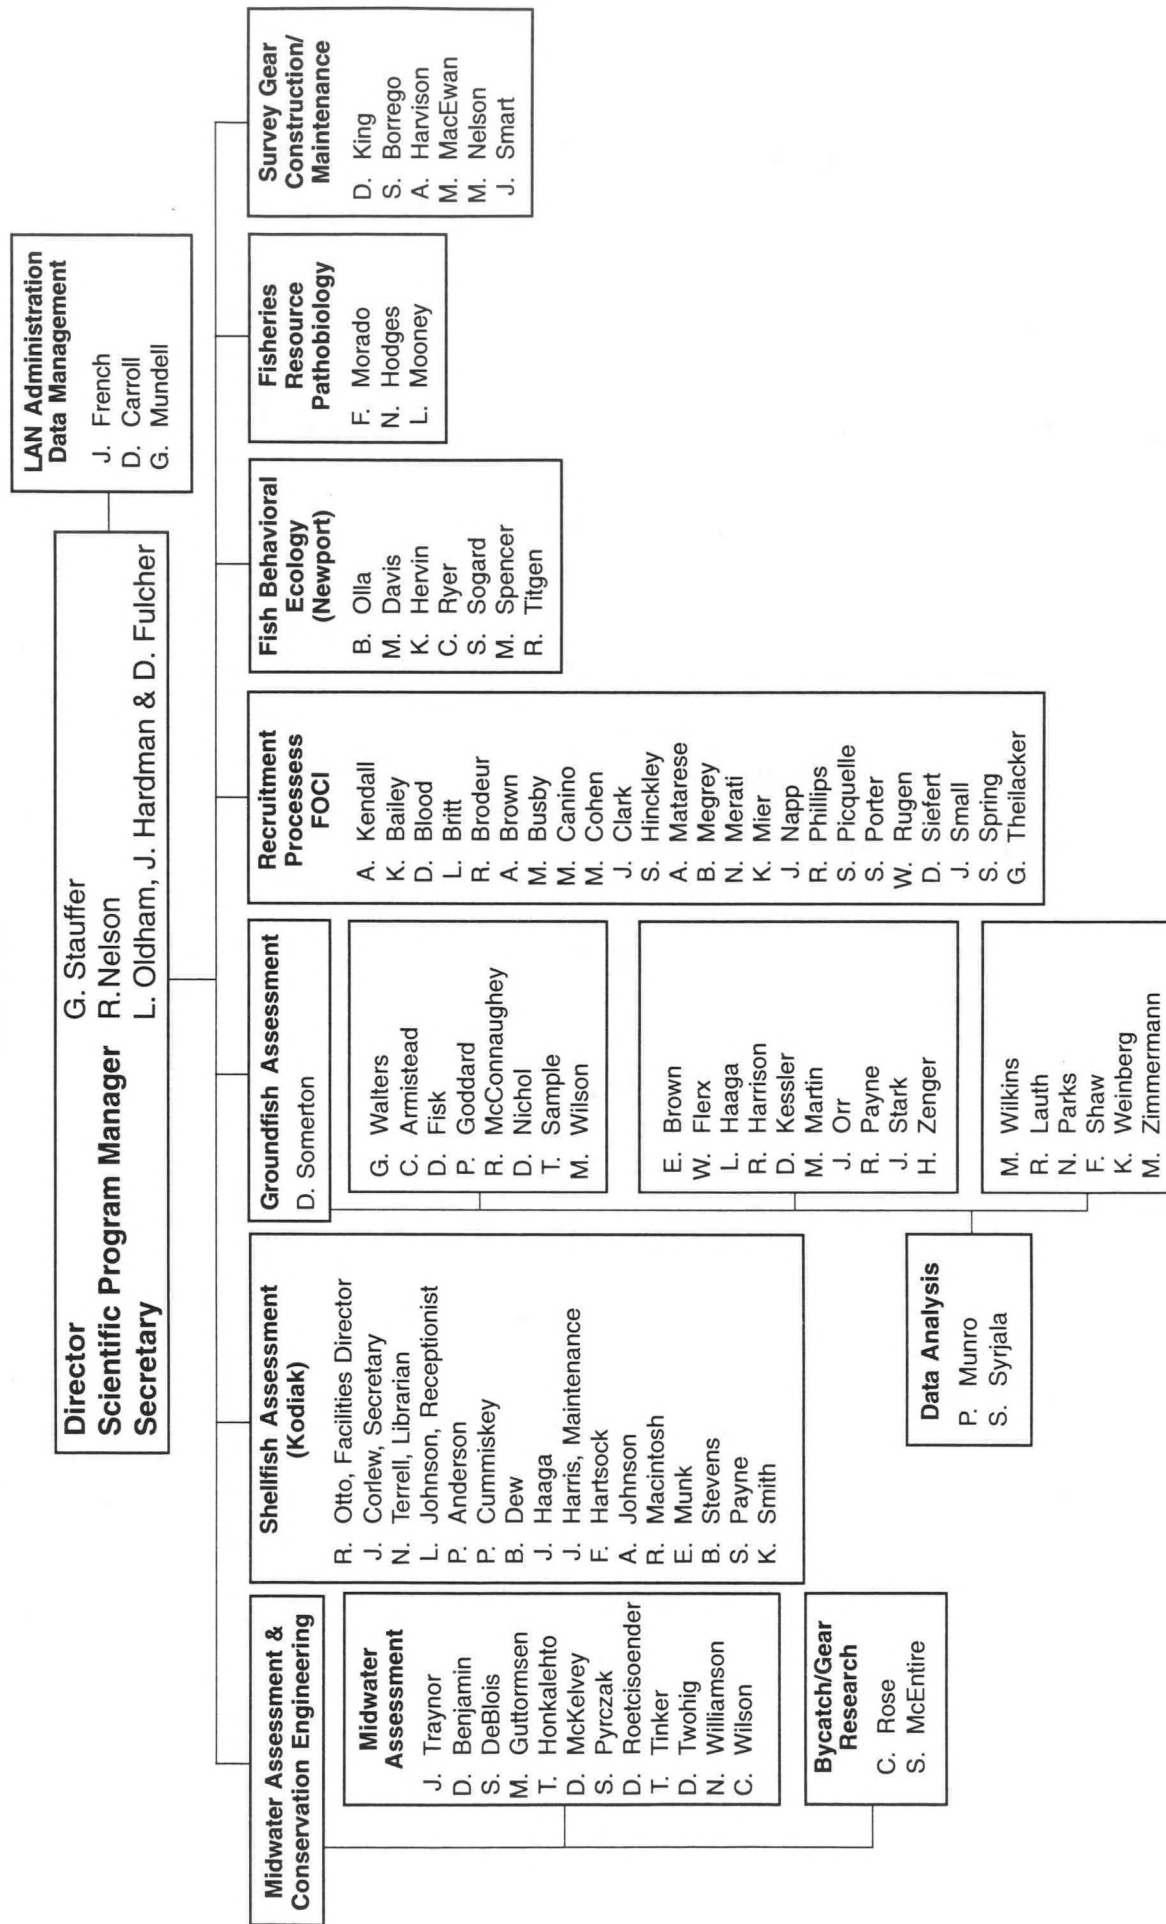 Director G. Stauffer
Scientific Program Manager R.Nelson
Secretary L. Oldham, J. Hardman & D. Fulcher
LAN Administration
Data Management
J. French
D. Carroll
G. Mundell
Midwater Assessment &
Conservation Engineering
Midwater
Assessment
J. Traynor
D. Benjamin
S. DeBlois
M. Guttormsen
T. Honkalehto
D. McKelvey
S. Pyrczak
D. Roetcisoender
T. Tinker
D. Twohig
N. Williamson
C. Wilson
Bycatch/Gear
Research
C. Rose
S. McEntire
Shellfish Assessment
(Kodiak)
R. Otto, Facilities Director
J. Corlew, Secretary
N. Terrell, Librarian
L. Johnson, Receptionist
P. Anderson
P. Cummiskey
B. Dew
J. Haaga
J. Harris, Maintenance
F. Hartsock
A. Johnson
R. Macintosh
E. Munk
B. Stevens
S. Payne
K. Smith
Groundfish Assessment
D. Somerton
G. Walters
C. Armistead
D. Fisk
P. Goddard
R. McConnaughey
D. Nichol
T. Sample
M. Wilson
E. Brown
W. Flerx
L. Haaga
R. Harrison
D. Kessler
M. Martin
J. Orr
R. Payne
J. Stark
H. Zenger
M. Wilkins
R. Lauth
N. Parks
F. Shaw
K. Weinberg
M. Zimmermann
Data Analysis
P. Munro
S. Syrjala
Recruitment
Processess
FOCI
A. Kendall
K. Bailey
D. Blood
L. Britt
R. Brodeur
A. Brown
M. Busby
M. Canino
M. Cohen
J. Clark
S. Hinckley
A. Matarese
B. Megrey
N. Merati
K. Mier
J. Napp
R. Phillips
S. Picquelle
S. Porter
W. Rugen
D. Siefert
J. Small
S. Spring
G. Theilacker
Fish Behavioral
Ecology
(Newport)
B. Olla
M. Davis
K. Hervin
C. Ryer
S. Sogard
M. Spencer
R. Titgen
Fisheries
Resource
Pathobiology
F. Morado
N. Hodges
L. Mooney
Survey Gear
Construction/
Maintenance
D. King
S. Borrego
A. Harvison
M. MacEwan
M. Nelson
J. Smart